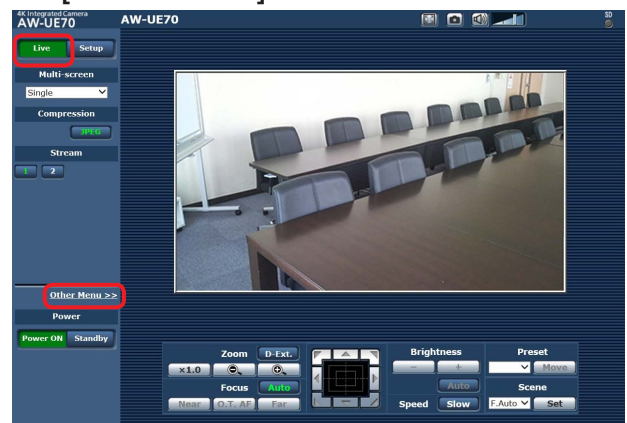 4K Integrated Camera
AW-UE70
AW-UE70
SD
Live Setup
Multi-screen
Single
Compression
JPEG
Stream
1 2
Other Menu >>
Power
Power ON Standby
Zoom D-Ext.
×1.0
Focus Auto
Near O.T. AF Far
Brightness
− +
Auto
Speed Slow
Preset
Move
Scene
F.Auto Set